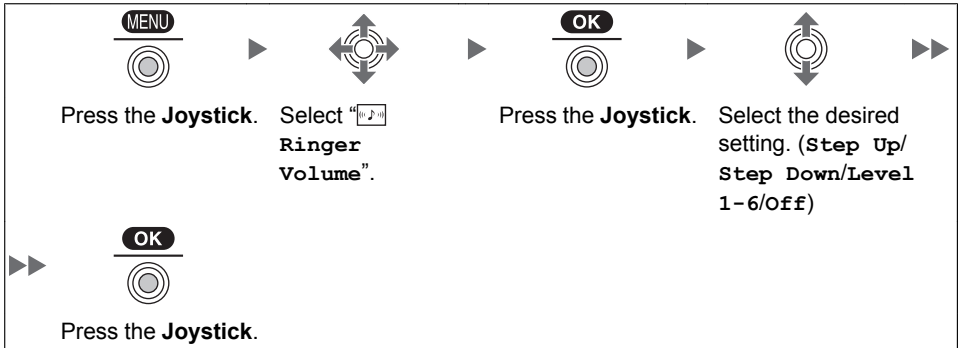 MENU
OK
Press the Joystick.
Select “
Ringer
Volume”.
Press the Joystick.
Select the desired
setting. (Step Up/
Step Down/Level
1-6/Off)
OK
Press the Joystick.